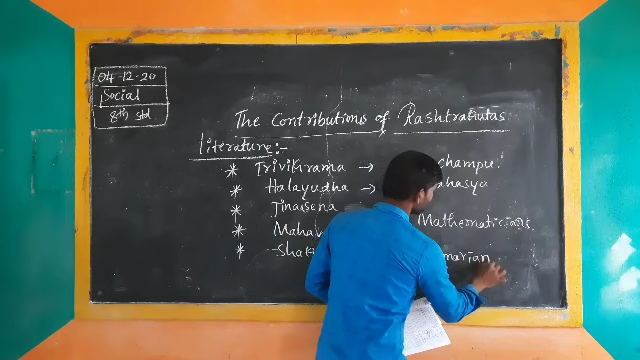 04-12-20
Social
8th std
The Contributions of Rashtrakutas
Literature:-
* Trivikrama → champu.
* Halayudha → ahasya
* Jinasena
* Mahav Mathematicians.
* Shak marian